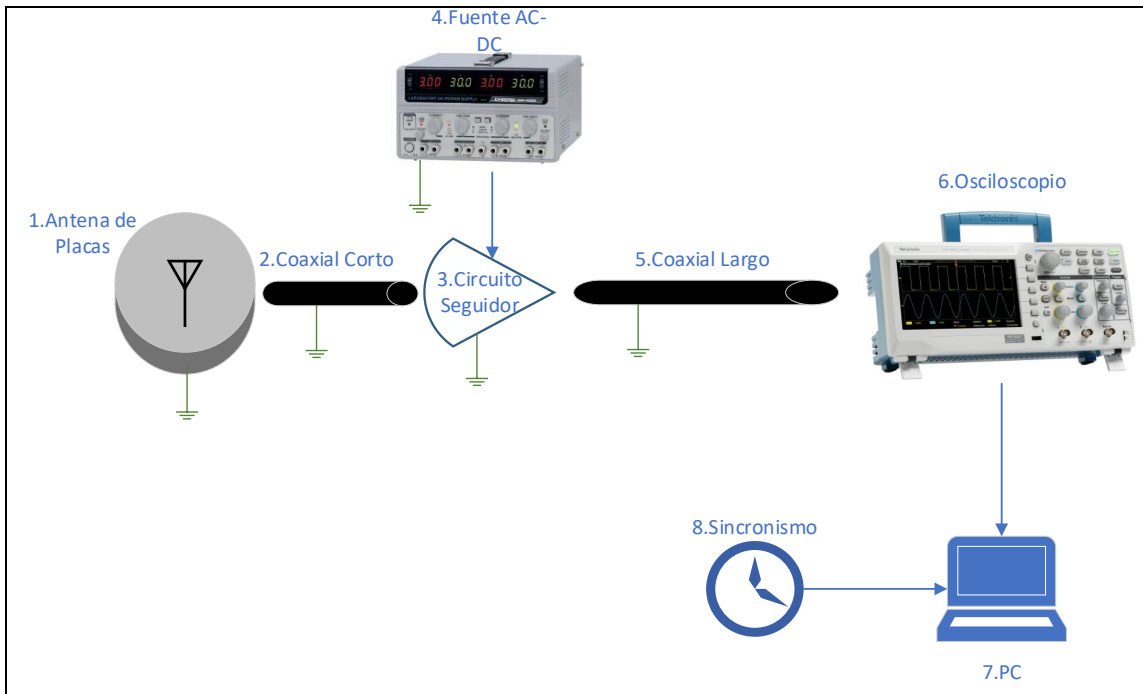 4.Fuente AC-
DC
3.00 30.0 3.00 30.0
6.Osciloscopio
1.Antena de
Placas
Tektronix
2.Coaxial Corto
5.Coaxial Largo
3.Circuito
Seguidor
8.Sincronismo
7.PC